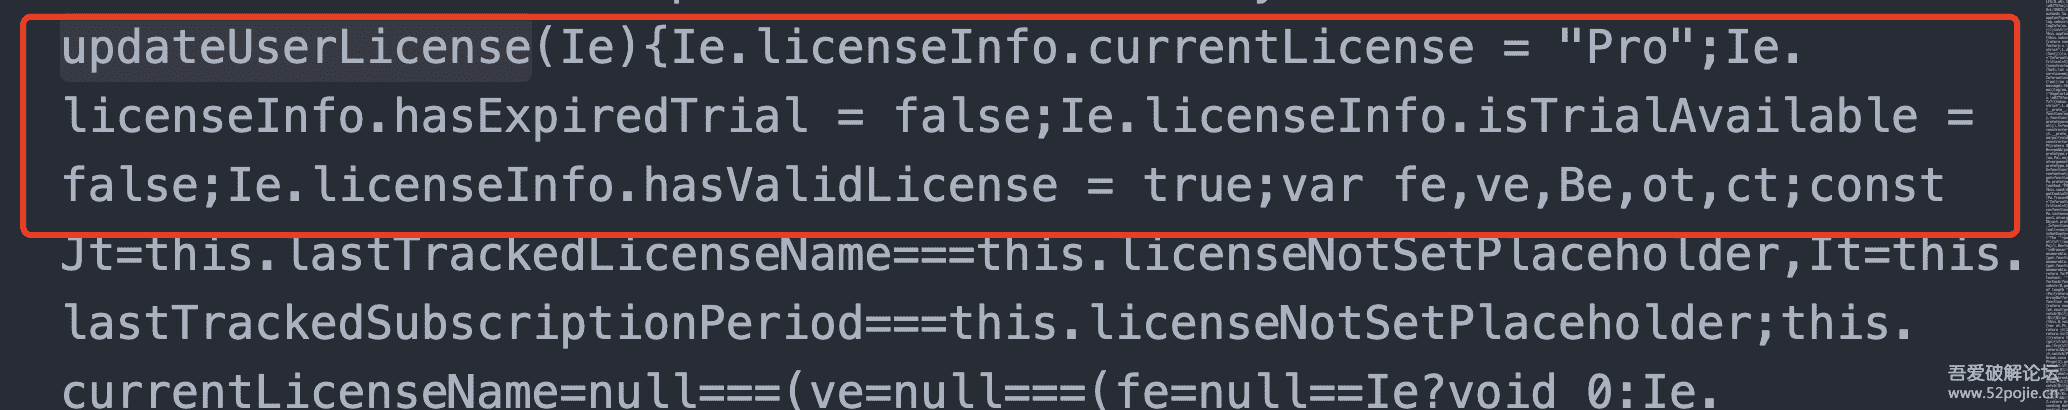 updateUserLicense(Ie){Ie.licenseInfo.currentLicense = "Pro";Ie.
licenseInfo.hasExpiredTrial = false;Ie.licenseInfo.isTrialAvailable =
false;Ie.licenseInfo.hasValidLicense = true;var fe,ve,Be,ot,ct;const
Jt=this.lastTrackedLicenseName===this.licenseNotSetPlaceholder,It=this.
lastTrackedSubscriptionPeriod===this.licenseNotSetPlaceholder;this.
currentLicenseName=null===(ve=null===(fe=null==Ie?void 0:Ie.
吾爱破解论坛
www.52pojie.cn